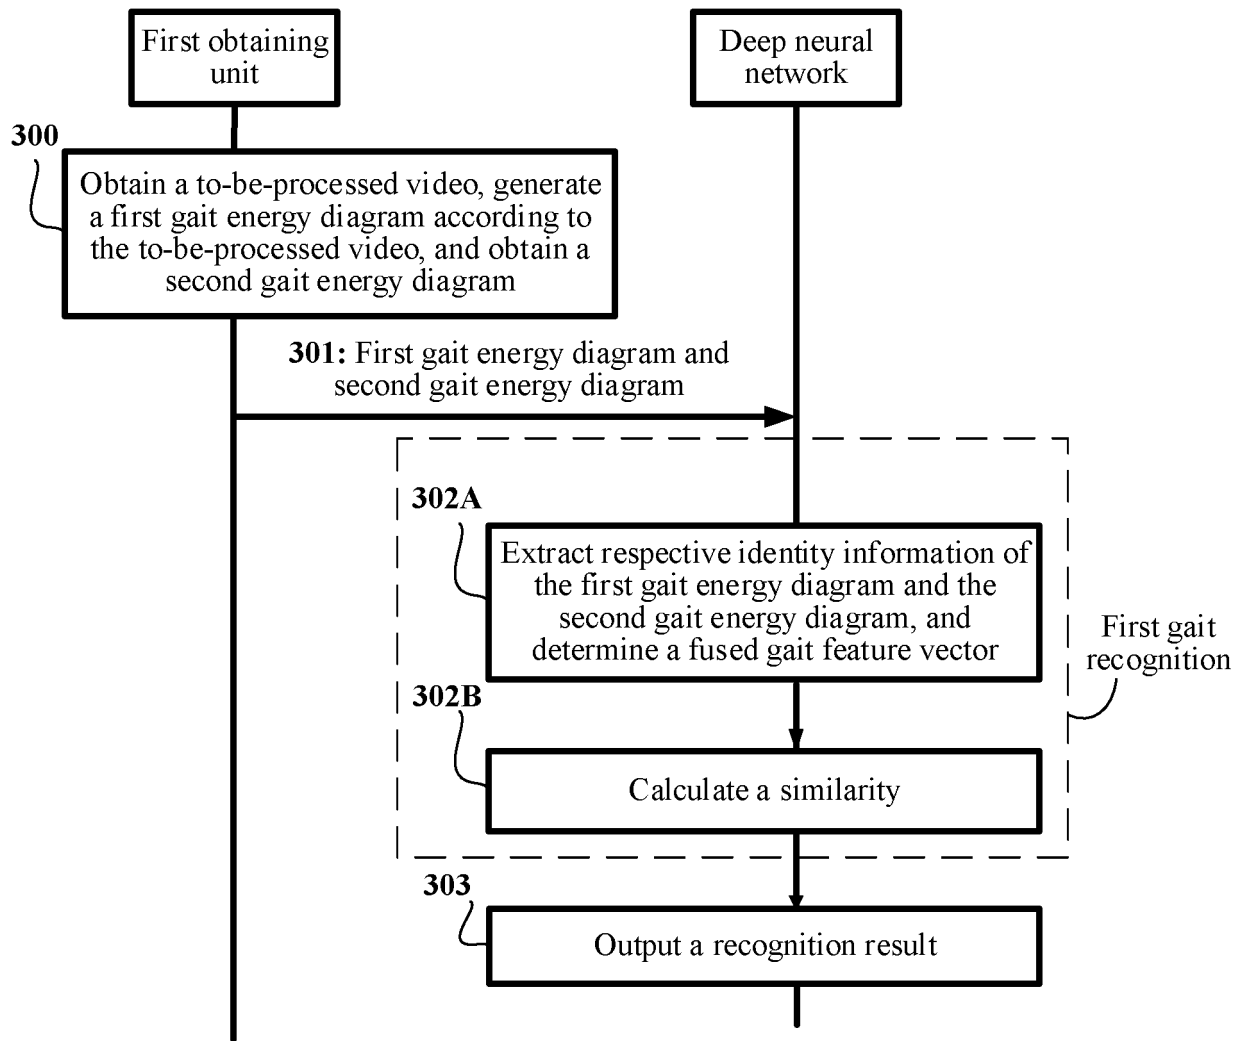 First obtaining
unit
Deep neural
network
300
Obtain a to-be-processed video, generate
a first gait energy diagram according to
the to-be-processed video, and obtain a
second gait energy diagram
301: First gait energy diagram and
second gait energy diagram
302A
Extract respective identity information of
the first gait energy diagram and the
second gait energy diagram, and
determine a fused gait feature vector
First gait
recognition
302B
Calculate a similarity
303
Output a recognition result